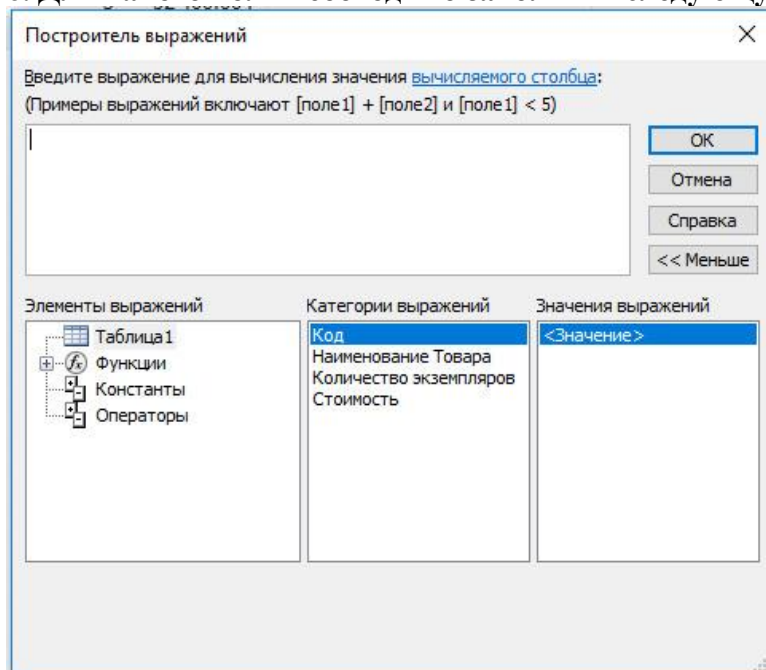 Построитель выражений
Введите выражение для вычисления значения вычисляемого столбца:
(Примеры выражений включают [поле1] + [поле2] и [поле1] < 5)
ОК
Отмена
Справка
<< Меньше
Элементы выражений
Категории выражений
Значения выражений
Таблица1
Функции
Константы
Операторы
Код
Наименование Товара
Количество экземпляров
Стоимость
<Значение>